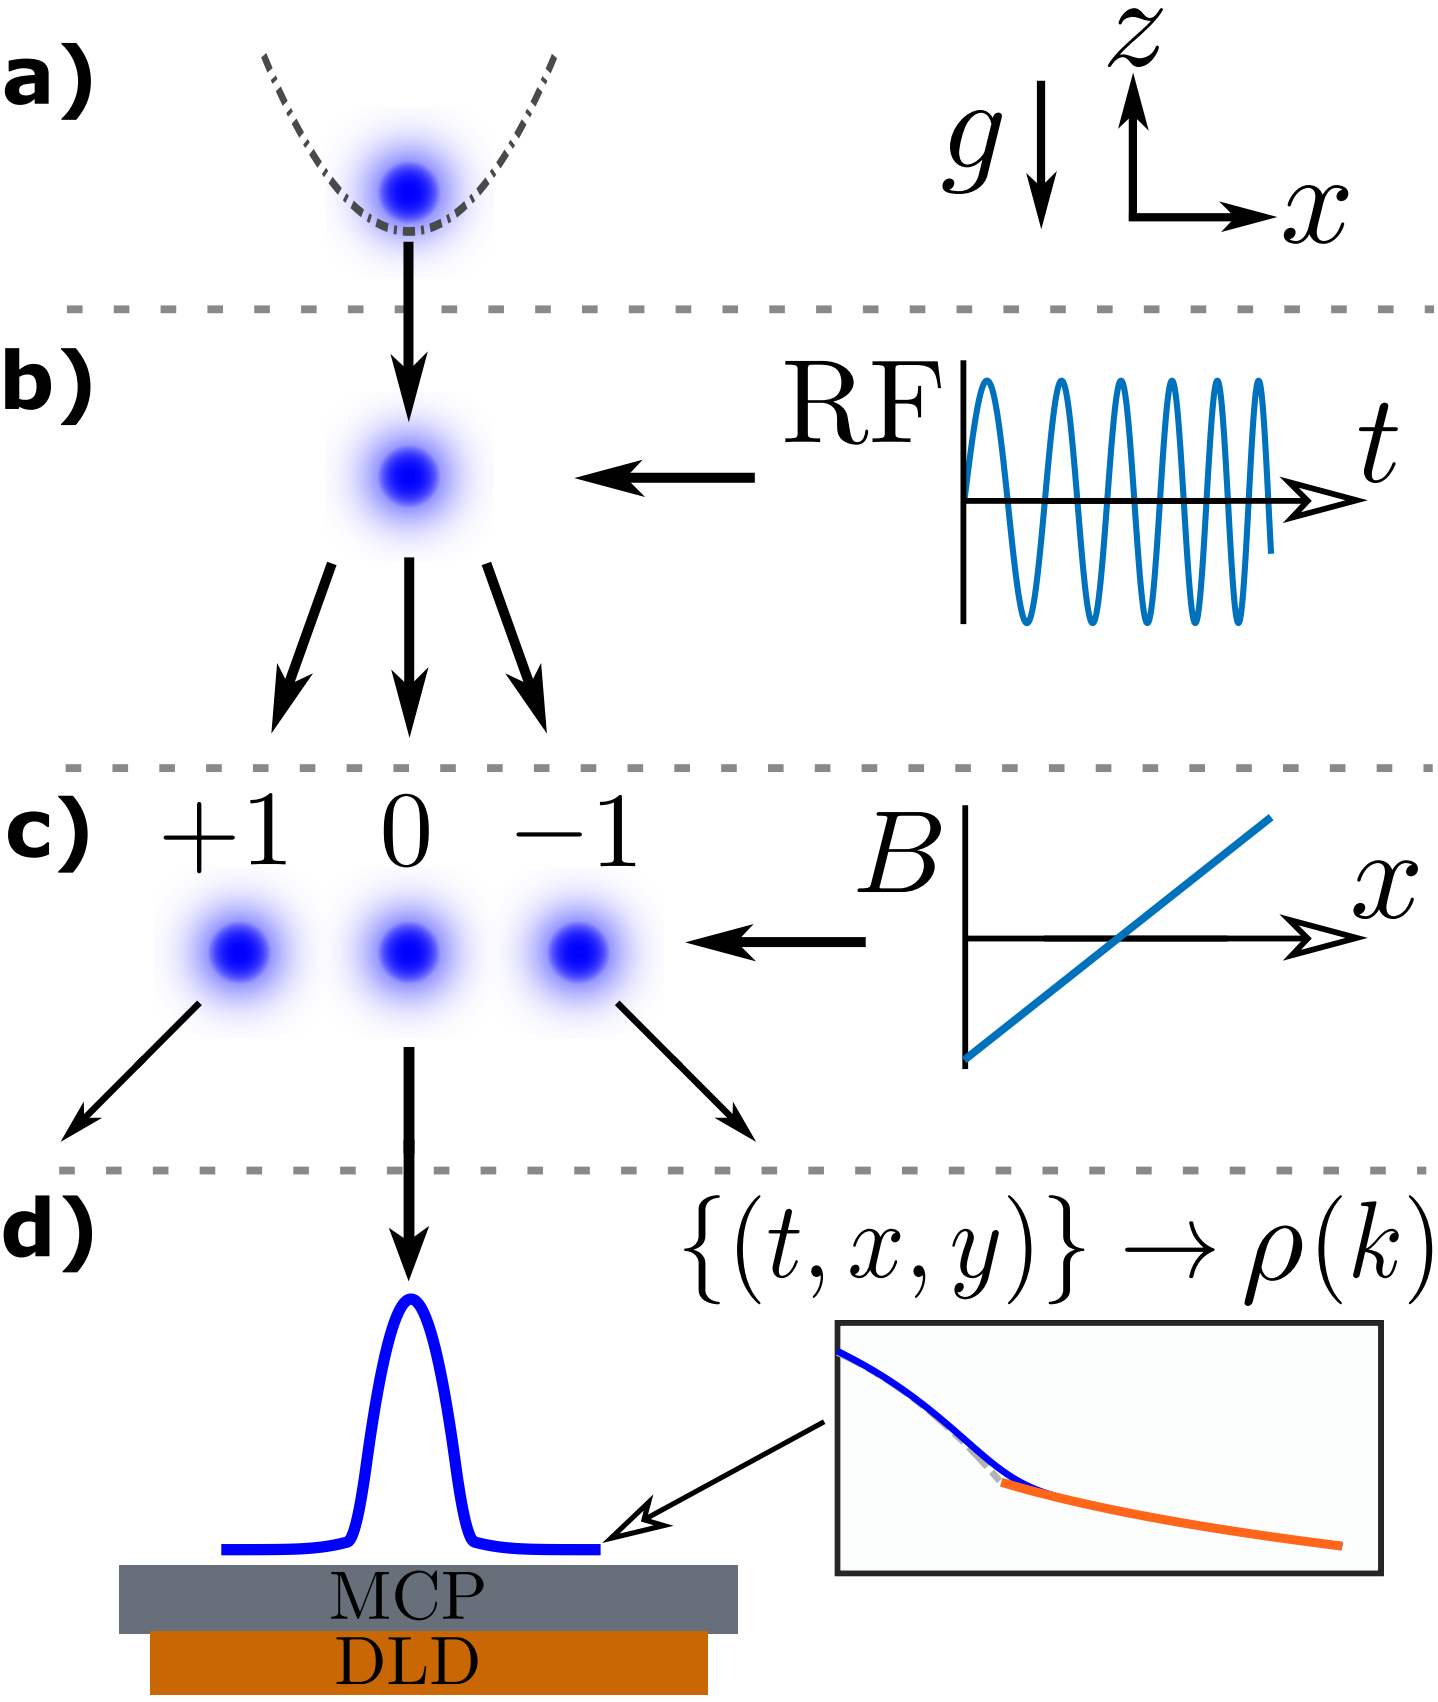 a)
g
z
x
b)
RF
t
c)
+1 0 −1
B
x
d)
{(t, x, y)} → ρ(k)
MCP
DLD